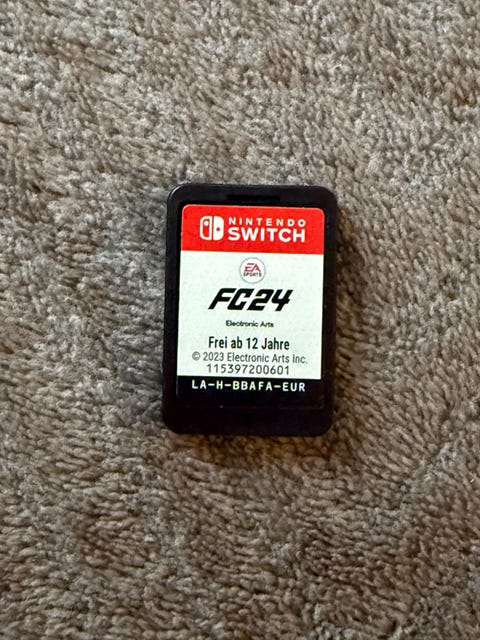 NINTENDO
SWITCH
EA
SPORTS
FC24
Electronic Arts
Frei ab 12 Jahre
© 2023 Electronic Arts Inc.
115397200601
LA-H-BBAFA-EUR